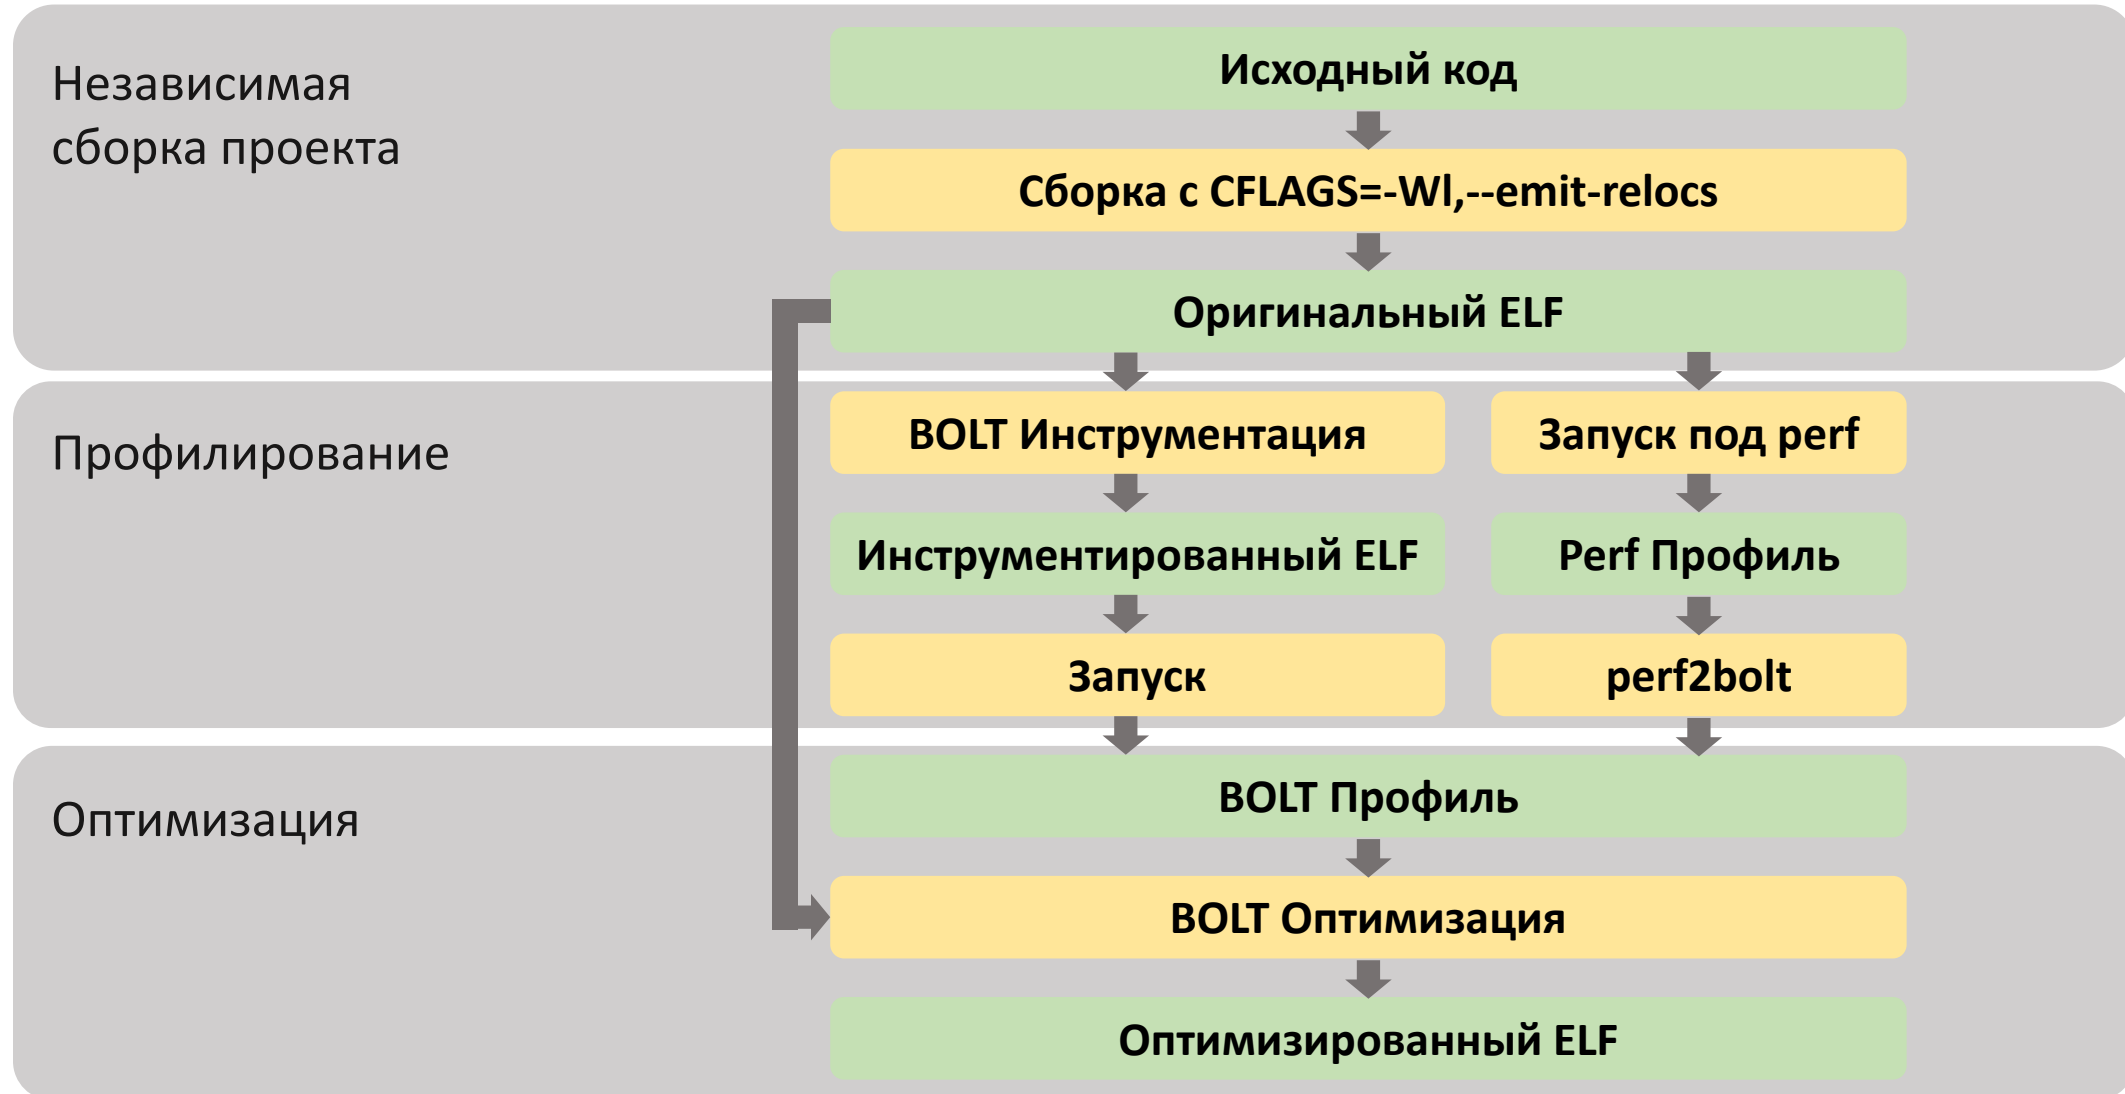 Независимая
сборка проекта
Исходный код
Сборка с CFLAGS=-Wl,--emit-relocs
Оригинальный ELF
Профилирование
BOLT Инструментация
Запуск под perf
Инструментированный ELF
Perf Профиль
Запуск
perf2bolt
Оптимизация
BOLT Профиль
BOLT Оптимизация
Оптимизированный ELF